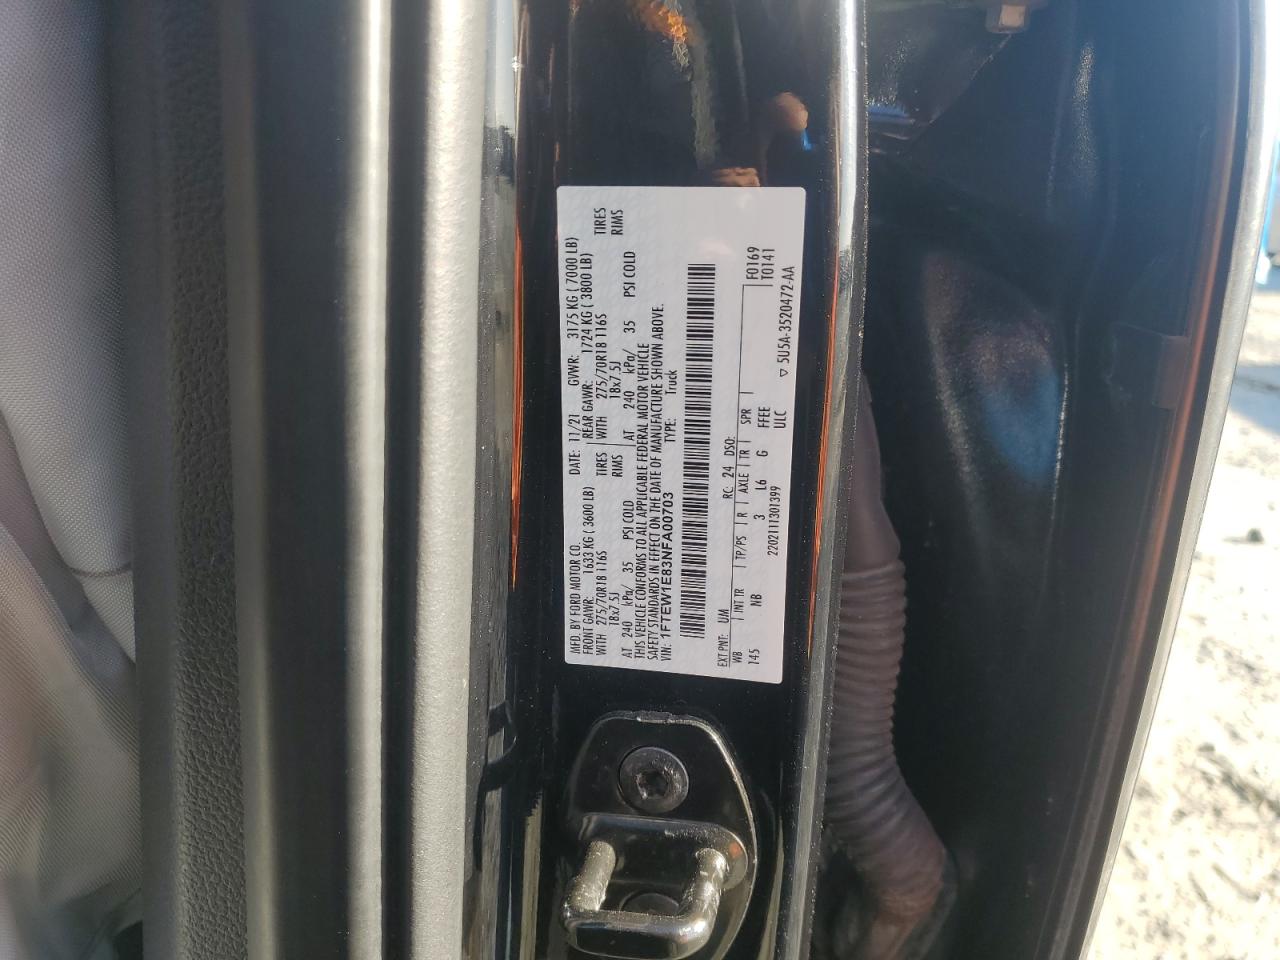 MFD. BY FORD MOTOR CO. DATE: 11/21 GVWR: 3175 KG ( 7000 LB)
FRONT GAWR: 1633 KG ( 3600 LB) REAR GAWR: 1724 KG ( 3800 LB)
WITH 275/70R18 116S TIRES WITH 275/70R18 116S TIRES
18x7.5J RIMS 18x7.5J RIMS
AT 240 kPa/ 35 PSI COLD AT 240 kPa/ 35 PSI COLD
THIS VEHICLE CONFORMS TO ALL APPLICABLE FEDERAL MOTOR VEHICLE
SAFETY STANDARDS IN EFFECT ON THE DATE OF MANUFACTURE SHOWN ABOVE.
VIN: 1FTEW1E83NFA00703 TYPE: Truck
EXT PNT: UM RC: 24 DSO: F0169
WB INT TR TP/PS R AXLE TR SPR T0141
145 NB 3 L6 G FFEE
2202111301399 ULC
▽ 5U5A-3520472-AA